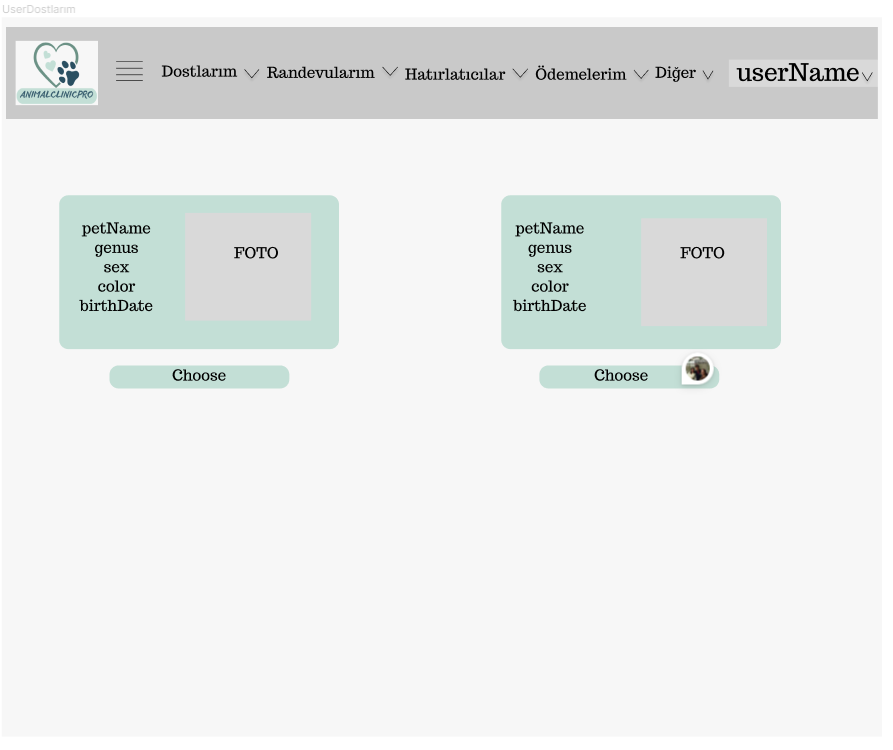 UserDostlarım
ANIMALCLINICPRO
Dostlarım Randevularım Hatırlatıcılar Ödemelerim Diğer userName
petName
genus
sex
color
birthDate
FOTO
Choose
petName
genus
sex
color
birthDate
FOTO
Choose